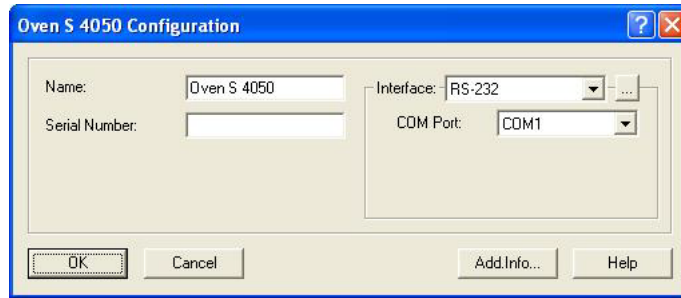 Oven S 4050 Configuration
Name: Oven S 4050
Interface: RS-232 ...
Serial Number:
COM Port: COM1
OK Cancel Add.Info... Help